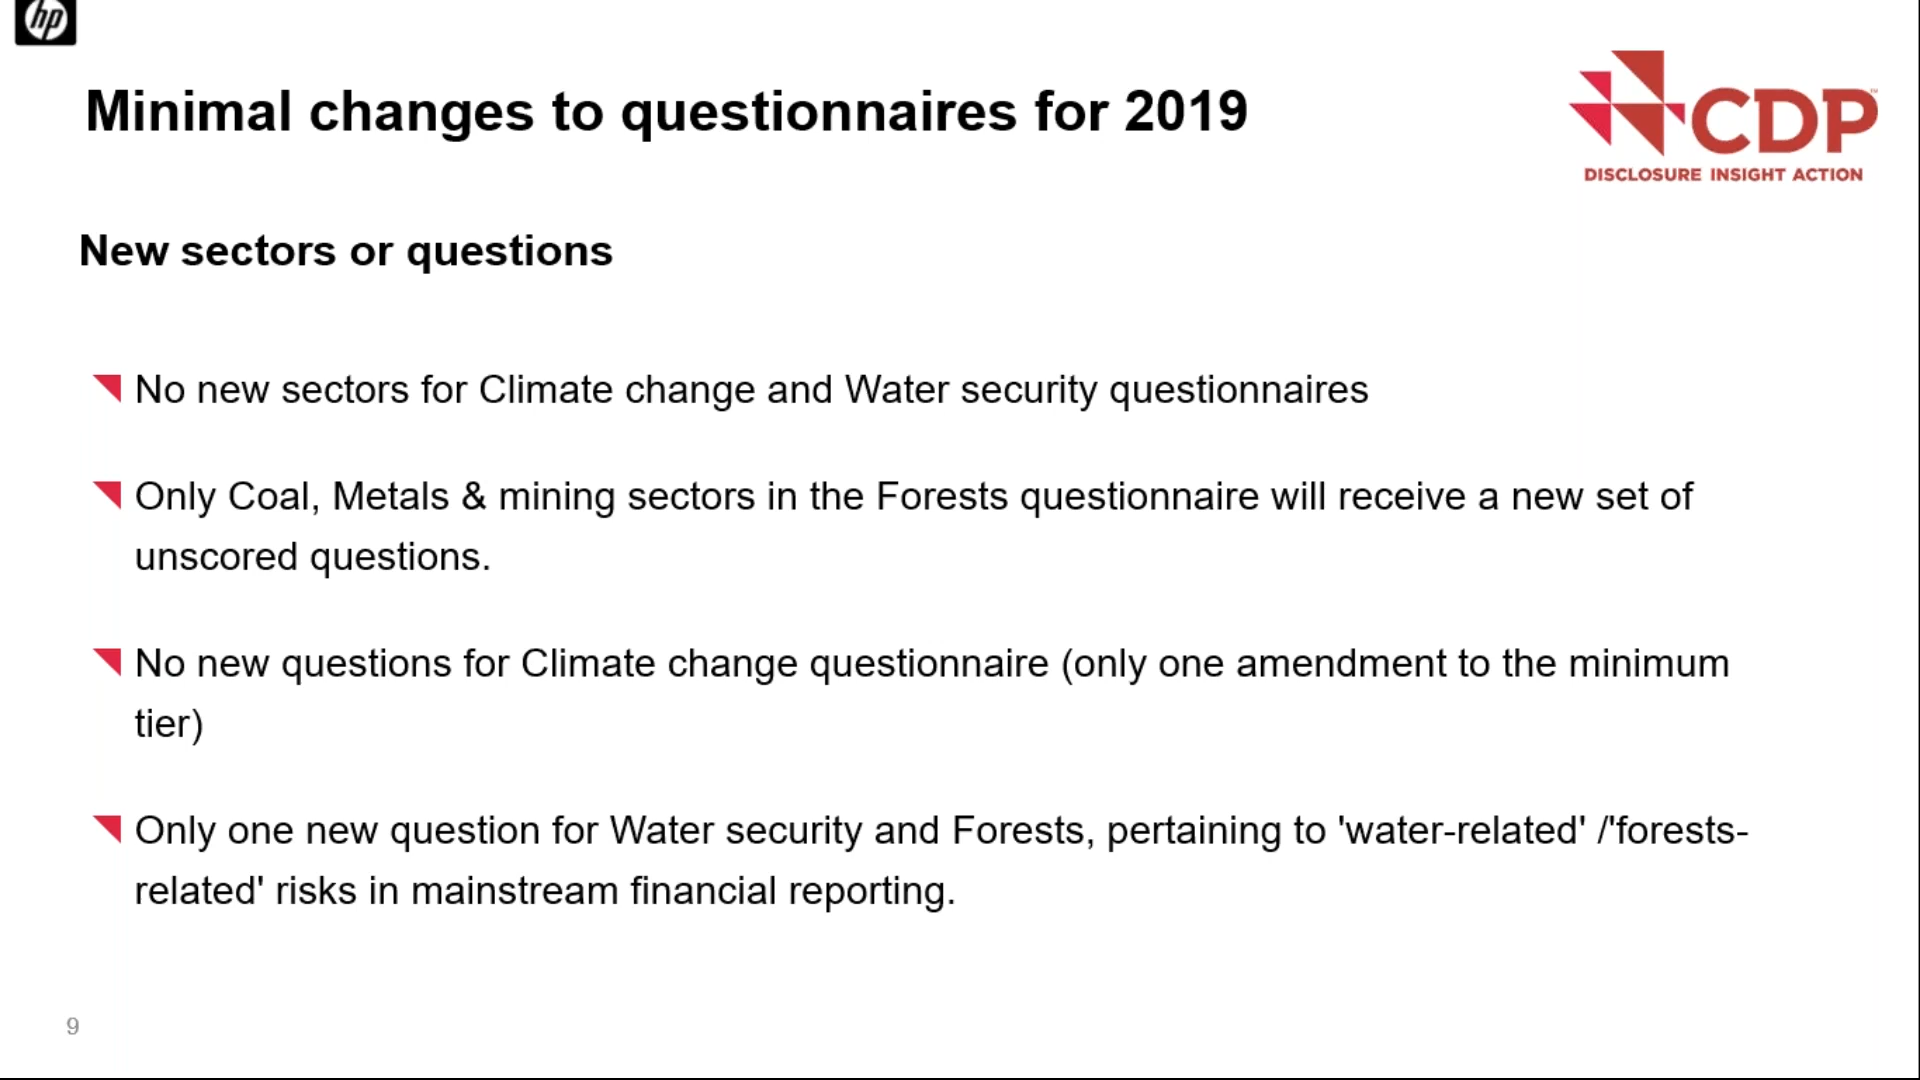 hp
Minimal changes to questionnaires for 2019
CDP™
DISCLOSURE INSIGHT ACTION
New sectors or questions
No new sectors for Climate change and Water security questionnaires
Only Coal, Metals & mining sectors in the Forests questionnaire will receive a new set of
unscored questions.
No new questions for Climate change questionnaire (only one amendment to the minimum
tier)
Only one new question for Water security and Forests, pertaining to 'water-related' /'forests-
related' risks in mainstream financial reporting.
9